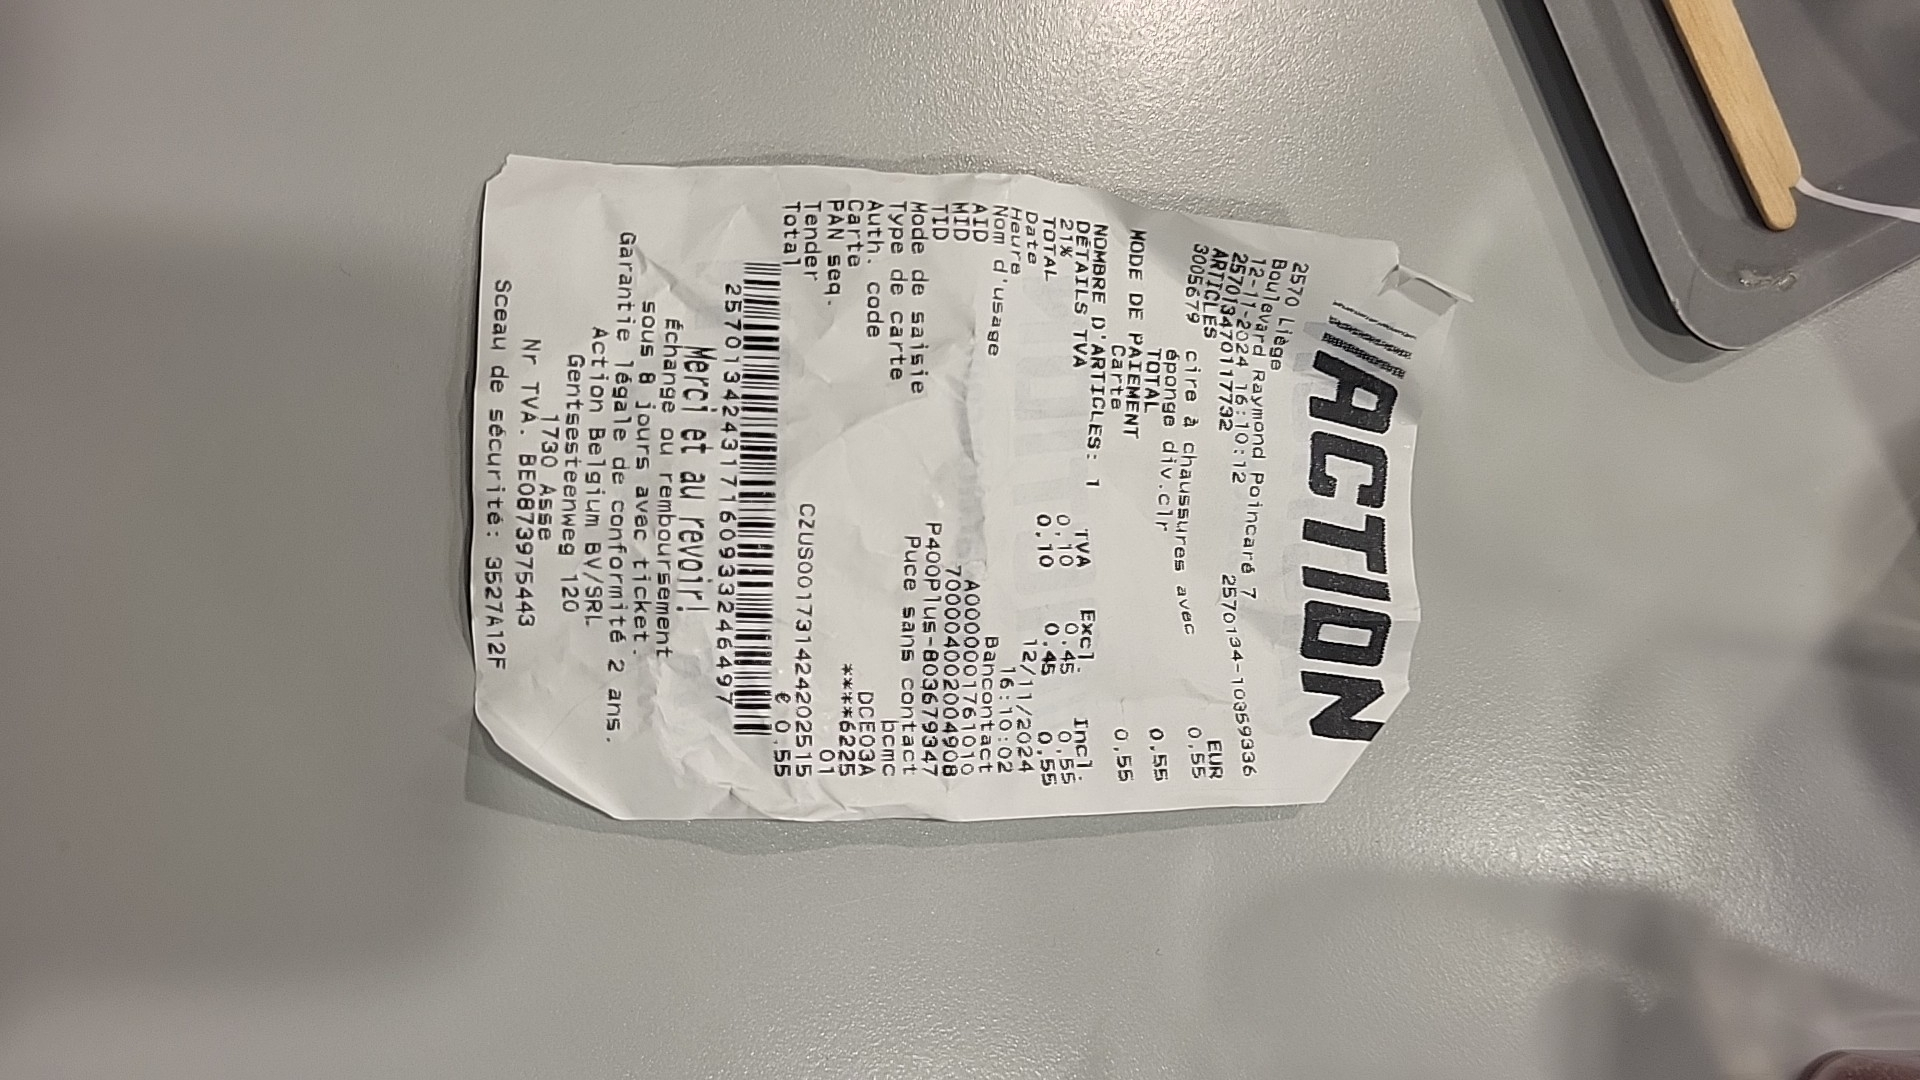 ACTION
2570 Liège
Boulevard Raymond Poincaré 7
12-11-2024 16:10:12 2570134-10359336
257013470117732
ARTICLES EUR
3005679 cire à chaussures avec 0,55
éponge div.clr
TOTAL 0,55
MODE DE PAIEMENT
Carte 0,55
NOMBRE D'ARTICLES: 1
DÉTAILS TVA TVA Excl. Incl.
21% 0,10 0,45 0,55
TOTAL 0,10 0,45 0,55
Date 12/11/2024
Heure 16:10:02
Nom d'usage Bancontact
AID A00000001761010
MID 700004002004908
TID P400Plus-803679347
Mode de saisie Puce sans contact
Type de carte bcmc
Auth. code DCE03A
Carte ****6225
PAN seq. 01
Tender CZUS001731424202515
Total € 0,55
257013424317160933246497
Merci et au revoir!
Échange ou remboursement
sous 8 jours avec ticket.
Garantie légale de conformité 2 ans.
Action Belgium BV/SRL
Gentsesteenweg 120
1730 Asse
Nr TVA. BE0873975443
Sceau de sécurité: 3527A12F